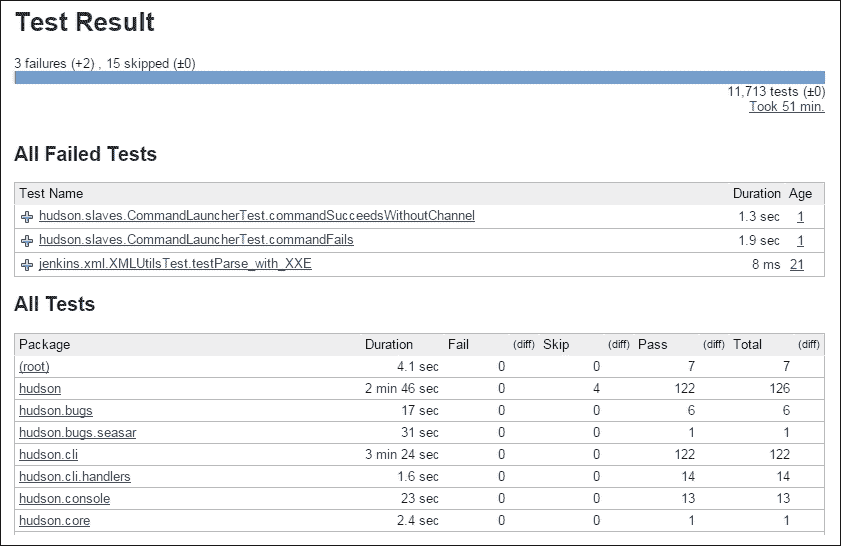 Test Result
3 failures (+2) , 15 skipped (±0)
11,713 tests (±0)
Took 51 min.
All Failed Tests
Test Name Duration Age
hudson.slaves.CommandLauncherTest.commandSucceedsWithoutChannel 1.3 sec 1
hudson.slaves.CommandLauncherTest.commandFails 1.9 sec 1
jenkins.xml.XMLUtilsTest.testParse_with_XXE 8 ms 21
All Tests
Package Duration Fail (diff) Skip (diff) Pass (diff) Total (diff)
(root) 4.1 sec 0 0 7 7
hudson 2 min 46 sec 0 4 122 126
hudson.bugs 17 sec 0 0 6 6
hudson.bugs.seasar 31 sec 0 0 1 1
hudson.cli 3 min 24 sec 0 0 122 122
hudson.cli.handlers 1.6 sec 0 0 14 14
hudson.console 23 sec 0 0 13 13
hudson.core 2.4 sec 0 0 1 1